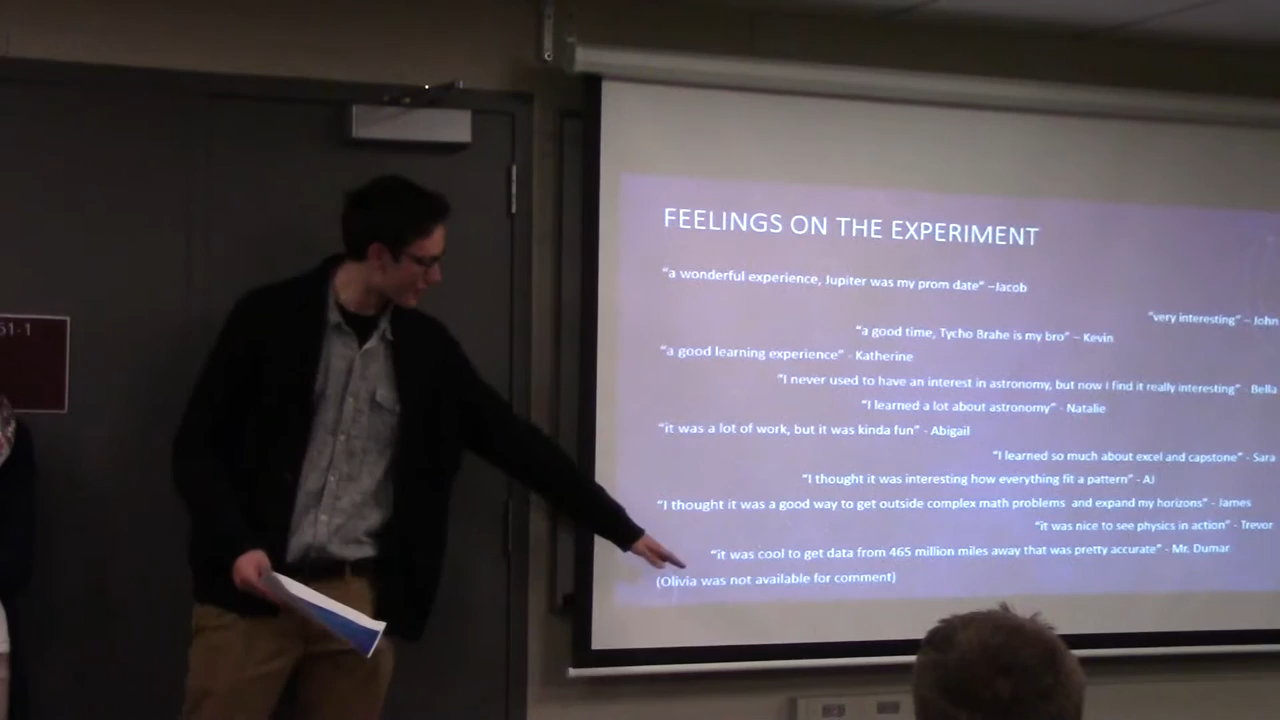 51-1
FEELINGS ON THE EXPERIMENT
“a wonderful experience, Jupiter was my prom date” –Jacob
“very interesting” – John
“a good time, Tycho Brahe is my bro” – Kevin
“a good learning experience” - Katherine
“I never used to have an interest in astronomy, but now I find it really interesting” - Bella
“I learned a lot about astronomy” - Natalie
“it was a lot of work, but it was kinda fun” - Abigail
“I learned so much about excel and capstone” - Sara
“I thought it was interesting how everything fit a pattern” - AJ
“I thought it was a good way to get outside complex math problems and expand my horizons” - James
“it was nice to see physics in action” - Trevor
“it was cool to get data from 465 million miles away that was pretty accurate” - Mr. Dumar
(Olivia was not available for comment)